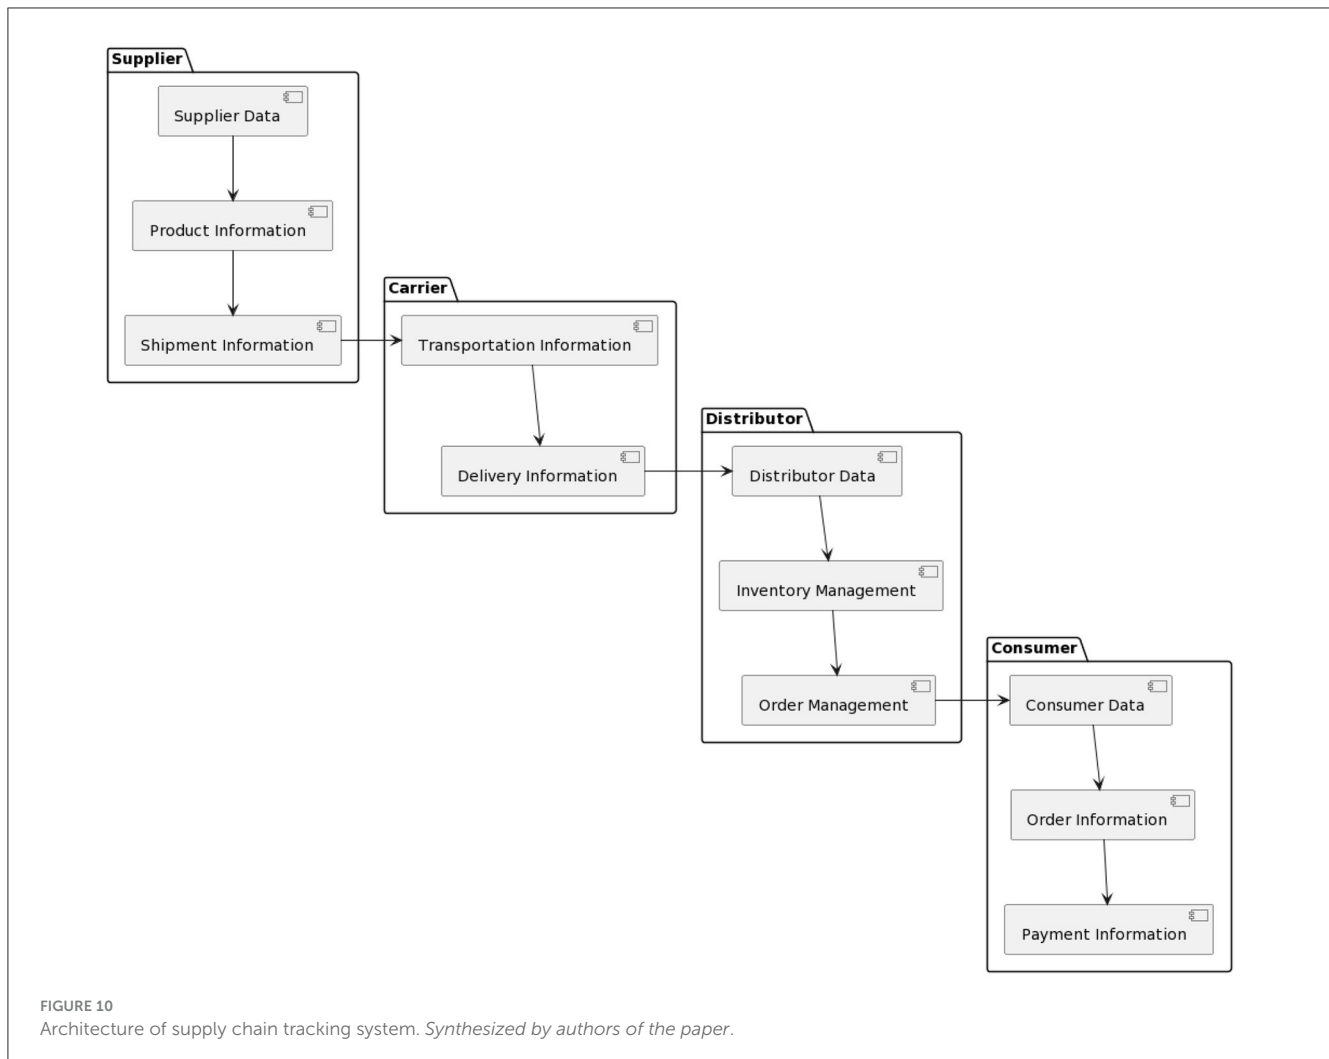 Supplier
Supplier Data
Product Information
Shipment Information
Carrier
Transportation Information
Delivery Information
Distributor
Distributor Data
Inventory Management
Order Management
Consumer
Consumer Data
Order Information
Payment Information
FIGURE 10
Architecture of supply chain tracking system. Synthesized by authors of the paper.